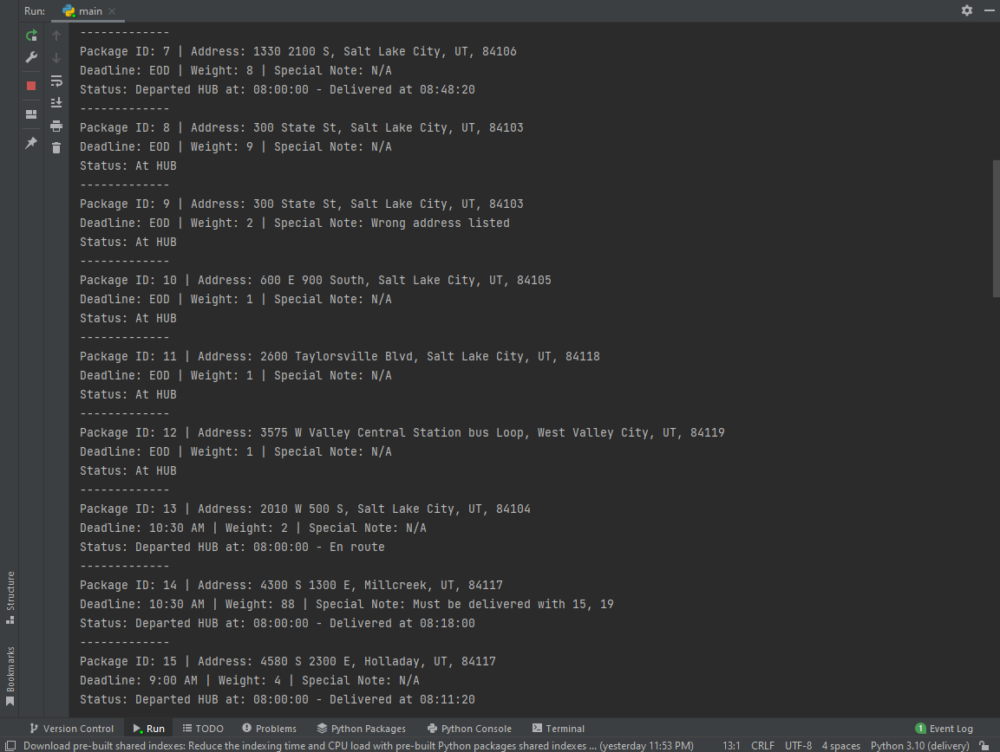 Run: main
-------------
Package ID: 7 | Address: 1330 2100 S, Salt Lake City, UT, 84106
Deadline: EOD | Weight: 8 | Special Note: N/A
Status: Departed HUB at: 08:00:00 - Delivered at 08:48:20
-------------
Package ID: 8 | Address: 300 State St, Salt Lake City, UT, 84103
Deadline: EOD | Weight: 9 | Special Note: N/A
Status: At HUB
-------------
Package ID: 9 | Address: 300 State St, Salt Lake City, UT, 84103
Deadline: EOD | Weight: 2 | Special Note: Wrong address listed
Status: At HUB
-------------
Package ID: 10 | Address: 600 E 900 South, Salt Lake City, UT, 84105
Deadline: EOD | Weight: 1 | Special Note: N/A
Status: At HUB
-------------
Package ID: 11 | Address: 2600 Taylorsville Blvd, Salt Lake City, UT, 84118
Deadline: EOD | Weight: 1 | Special Note: N/A
Status: At HUB
-------------
Package ID: 12 | Address: 3575 W Valley Central Station bus Loop, West Valley City, UT, 84119
Deadline: EOD | Weight: 1 | Special Note: N/A
Status: At HUB
-------------
Package ID: 13 | Address: 2010 W 500 S, Salt Lake City, UT, 84104
Deadline: 10:30 AM | Weight: 2 | Special Note: N/A
Status: Departed HUB at: 08:00:00 - En route
-------------
Package ID: 14 | Address: 4300 S 1300 E, Millcreek, UT, 84117
Deadline: 10:30 AM | Weight: 88 | Special Note: Must be delivered with 15, 19
Status: Departed HUB at: 08:00:00 - Delivered at 08:18:00
-------------
Package ID: 15 | Address: 4580 S 2300 E, Holladay, UT, 84117
Deadline: 9:00 AM | Weight: 4 | Special Note: N/A
Status: Departed HUB at: 08:00:00 - Delivered at 08:11:20
Structure
Bookmarks
Version Control Run TODO Problems Python Packages Python Console Terminal 1 Event Log
Download pre-built shared indexes: Reduce the indexing time and CPU load with pre-built Python packages shared indexes ... (yesterday 11:53 PM) 13:1 CRLF UTF-8 4 spaces Python 3.10 (delivery)